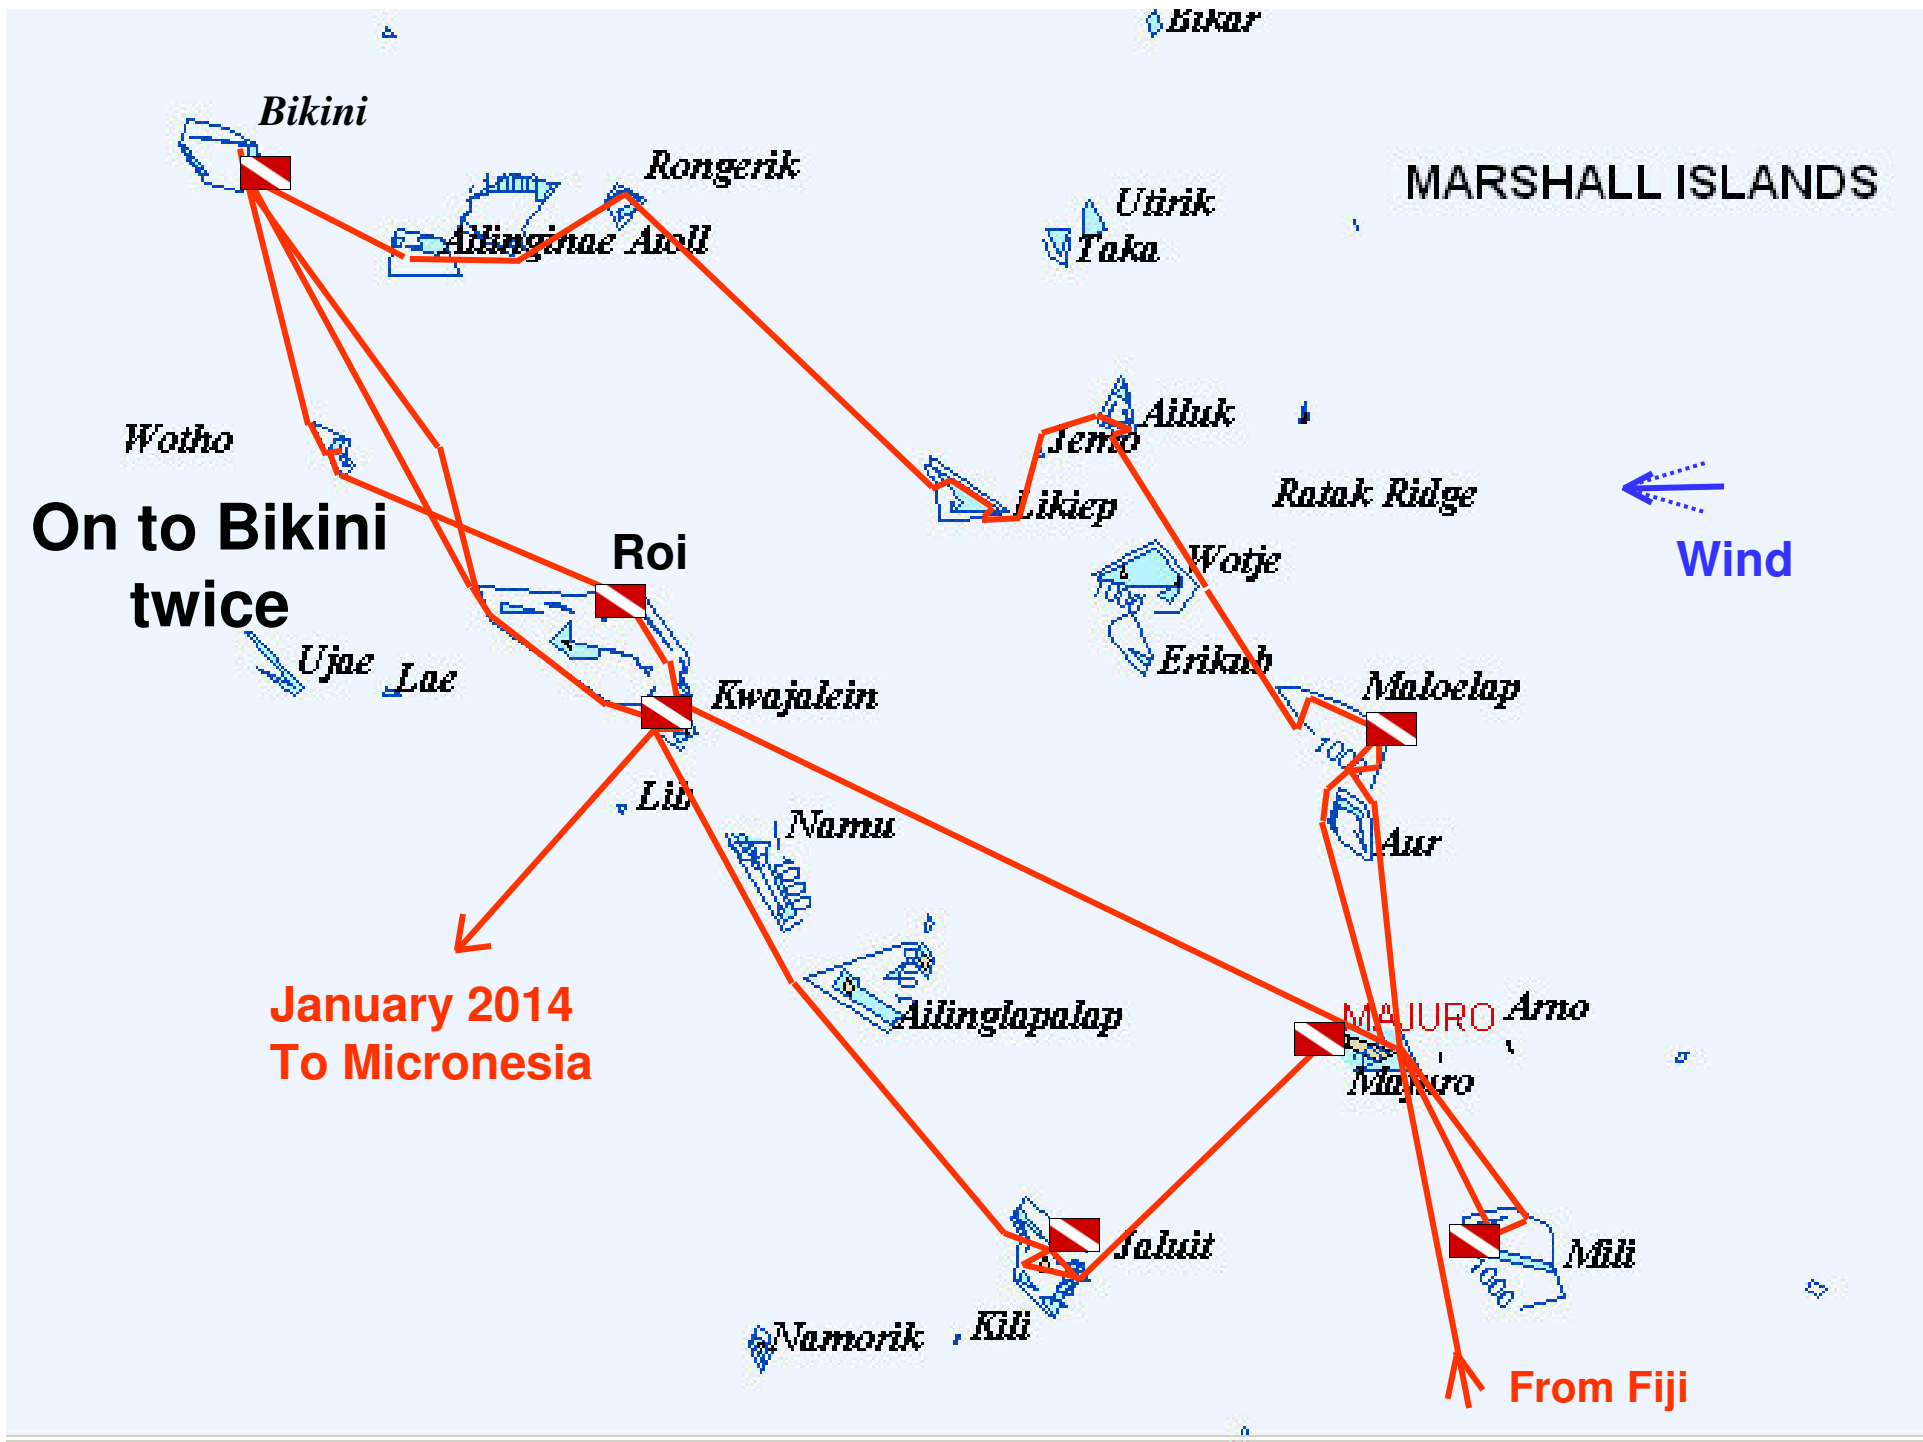 Bikar
Bikini
Rongerik
MARSHALL ISLANDS
Utirik
Ailinginae Atoll
Taka
Ailuk
Wotho
Jemo
Ratak Ridge
Likiep
On to Bikini
twice
Roi
Wotje
Wind
Ujae
Lae
Erikub
Kwajalein
Maloelap
1000
Lib
Namu
Aur
January 2014
To Micronesia
Ailinglapalap
MAJURO
Arno
Majuro
Jaluit
Mili
1000
Kili
Namorik
From Fiji